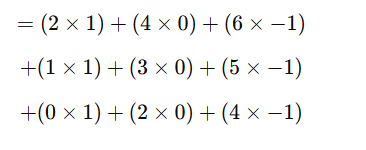 = (2 × 1) + (4 × 0) + (6 × −1)
+(1 × 1) + (3 × 0) + (5 × −1)
+(0 × 1) + (2 × 0) + (4 × −1)